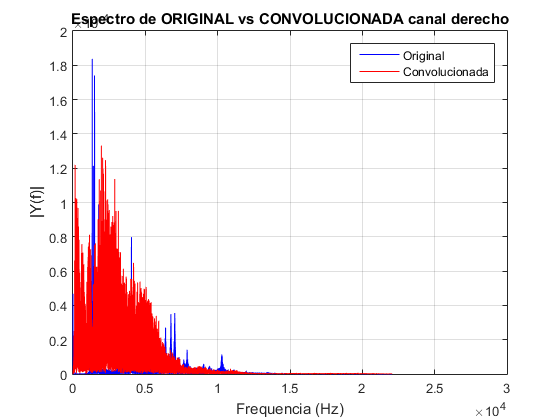 Espectro de ORIGINAL vs CONVOLUCIONADA canal derecho
2
1.8
1.6
1.4
1.2
1
0.8
0.6
0.4
0.2
0
|Y(f)|
Original
Convolucionada
0 0.5 1 1.5 2 2.5 3
Frequencia (Hz)
×10⁴